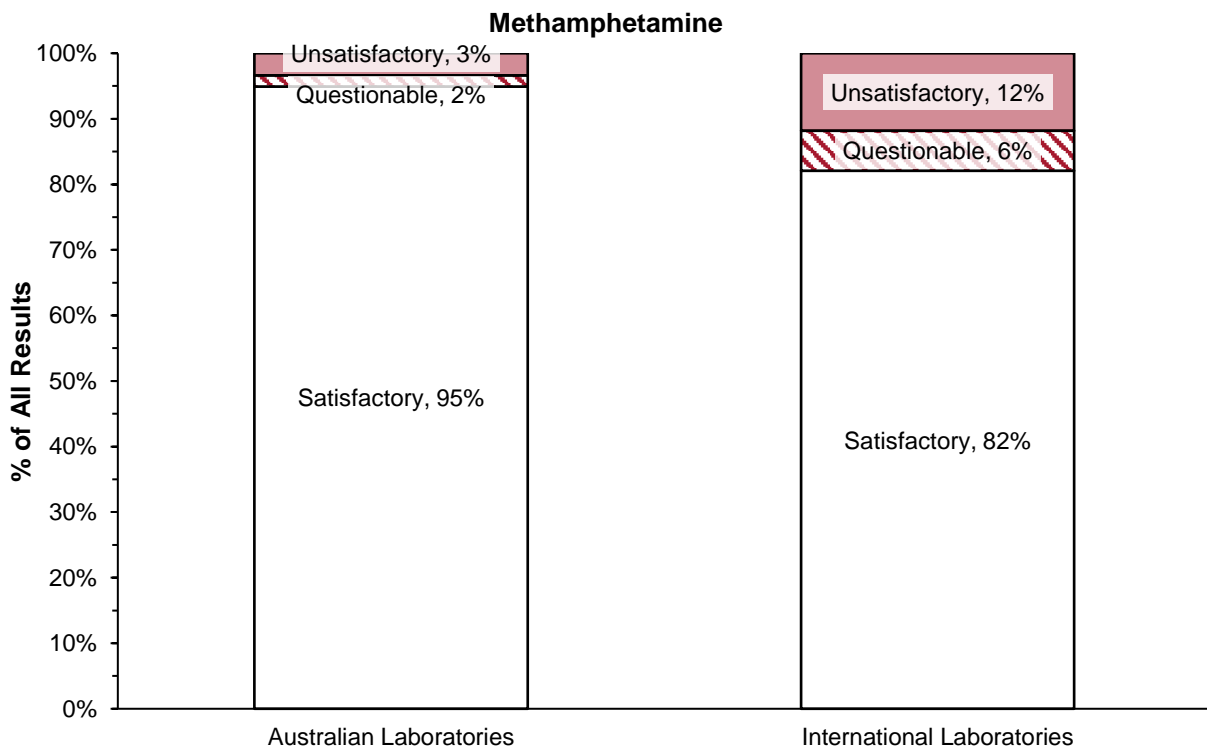 Methamphetamine
% of All Results
100%
90%
80%
70%
60%
50%
40%
30%
20%
10%
0%
Unsatisfactory, 3%
Questionable, 2%
Satisfactory, 95%
Unsatisfactory, 12%
Questionable, 6%
Satisfactory, 82%
Australian Laboratories
International Laboratories